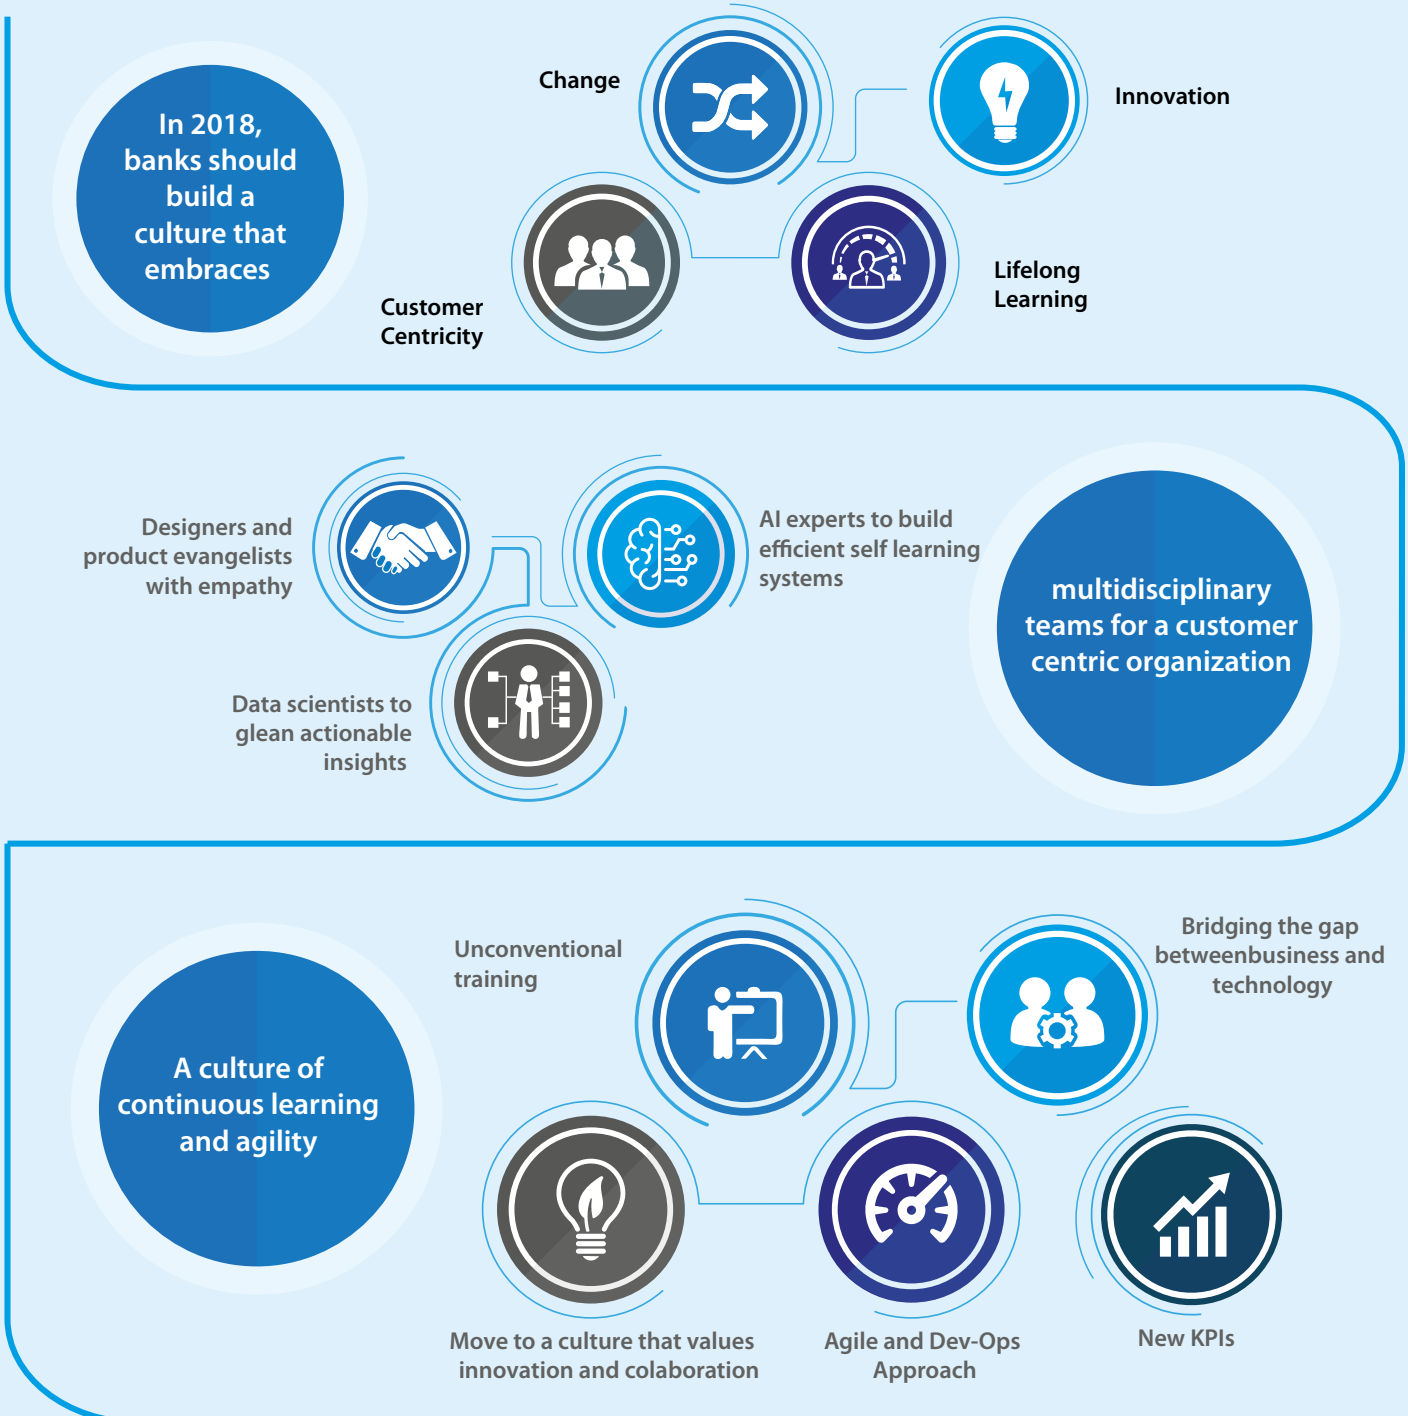 In 2018,
banks should
build a
culture that
embraces
Change
Innovation
Customer
Centricity
Lifelong
Learning
Designers and
product evangelists
with empathy
AI experts to build
efficient self learning
systems
Data scientists to
glean actionable
insights
multidisciplinary
teams for a customer
centric organization
A culture of
continuous learning
and agility
Unconventional
training
Bridging the gap
betweenbusiness and
technology
Move to a culture that values
innovation and colaboration
Agile and Dev-Ops
Approach
New KPIs